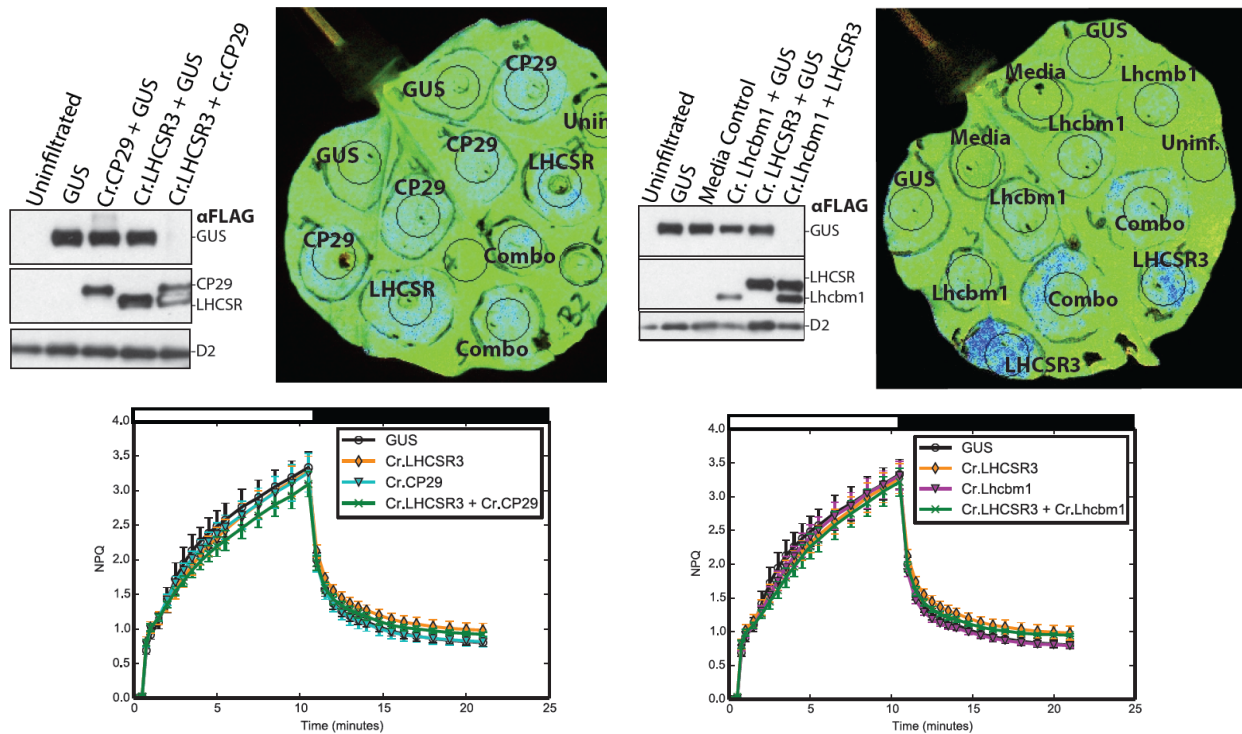 Uninfiltrated
GUS
Cr.CP29 + GUS
Cr.LHCSR3 + GUS
Cr.LHCSR3 + Cr.CP29
αFLAG
-GUS
-CP29
-LHCSR
-D2
CP29
GUS
Unin
CP29
LHCSR
GUS
CP29
CP29
Combo
LHCSR
Combo
B2
Uninfiltrated
GUS
Media Control
Cr. Lhcbm1 + GUS
Cr. LHCSR3 + GUS
Cr.Lhcbm1 + LHCSR3
αFLAG
-GUS
-LHCSR
-Lhcbm1
-D2
GUS
Media
Lhcmb1
Lhcbm1
Media
Uninf.
GUS
Lhcbm1
Combo
LHCSR3
Lhcbm1
Combo
LHCSR3
4.0
3.5
3.0
2.5
2.0
1.5
1.0
0.5
0.0
NPQ
GUS
Cr.LHCSR3
Cr.CP29
Cr.LHCSR3 + Cr.CP29
0 5 10 15 20 25
Time (minutes)
4.0
3.5
3.0
2.5
2.0
1.5
1.0
0.5
0.0
NPQ
GUS
Cr.LHCSR3
Cr.Lhcbm1
Cr.LHCSR3 + Cr.Lhcbm1
0 5 10 15 20 25
Time (minutes)